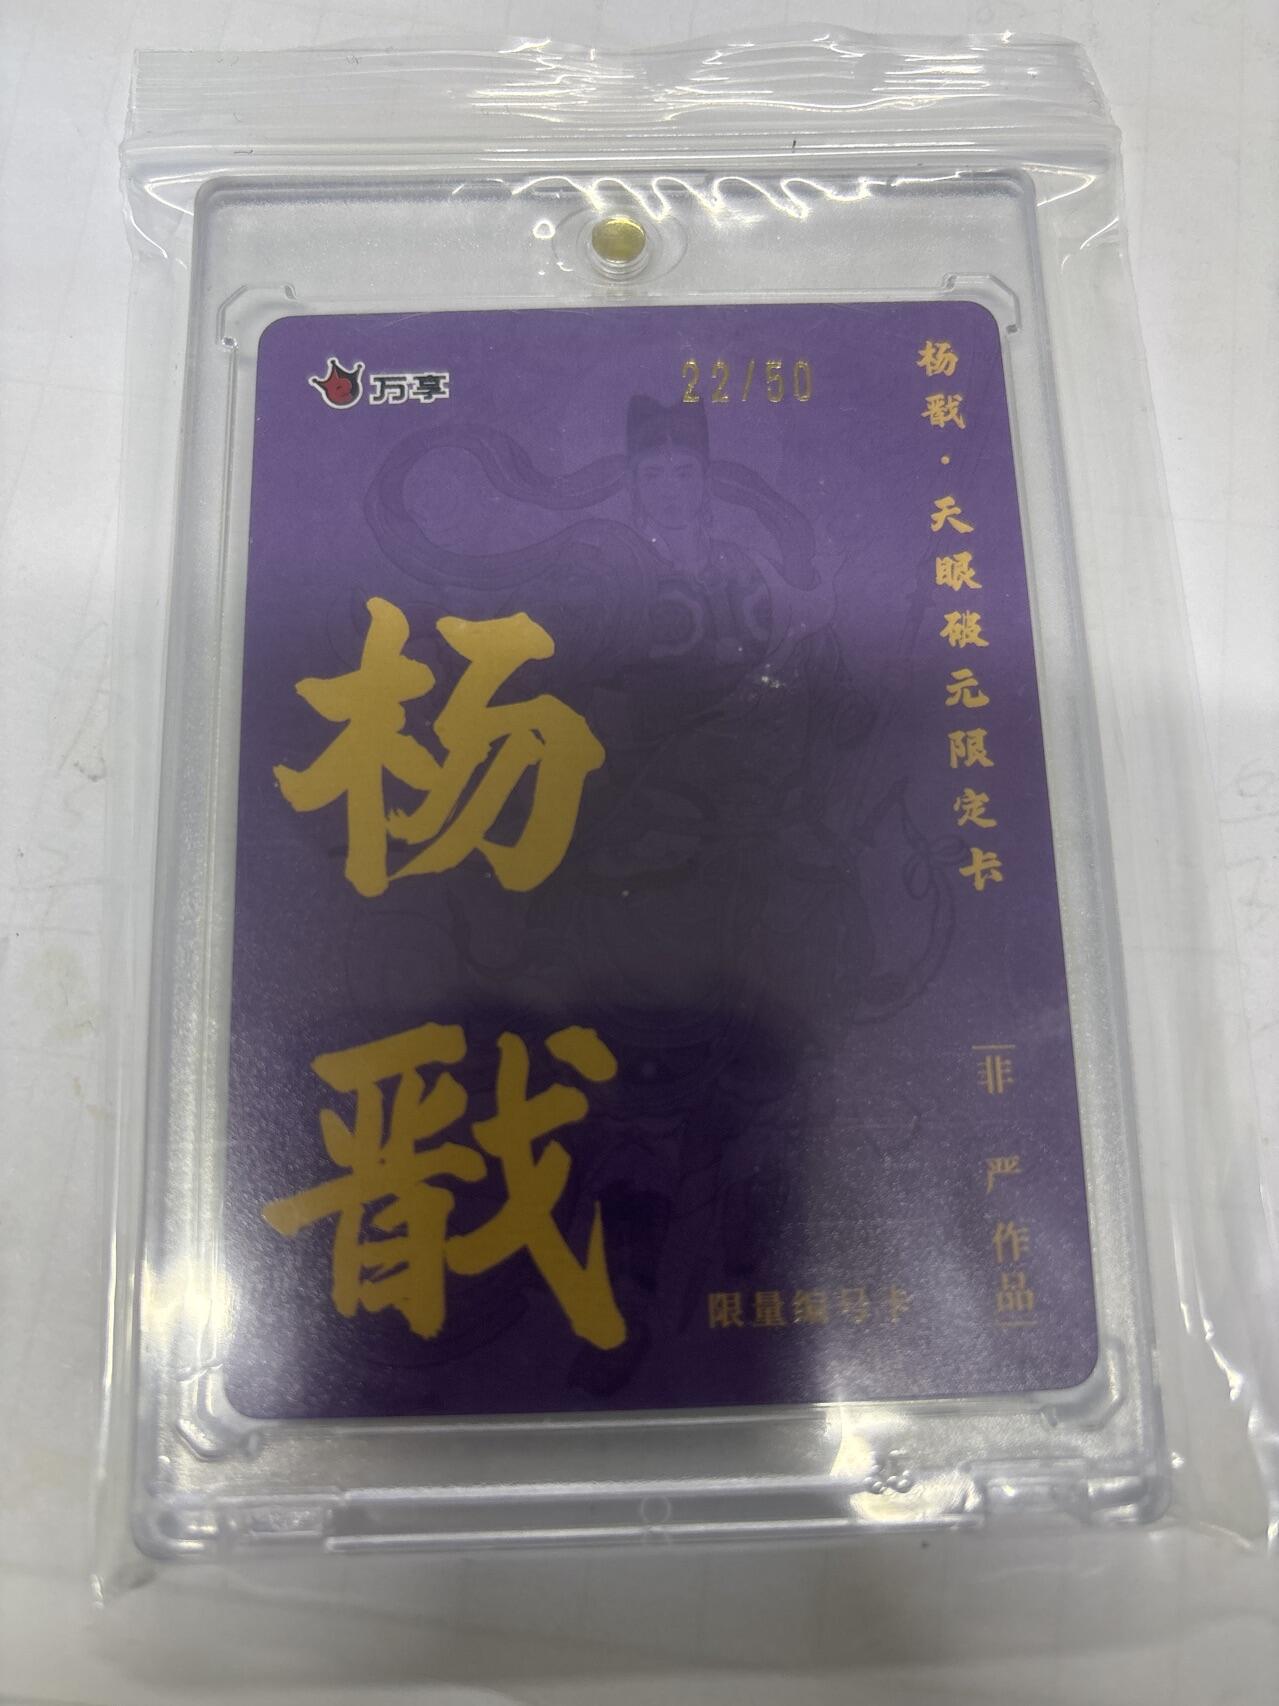 万享
22/50
杨戬·天眼破元限定卡
杨戬
非严作品
限量编号卡